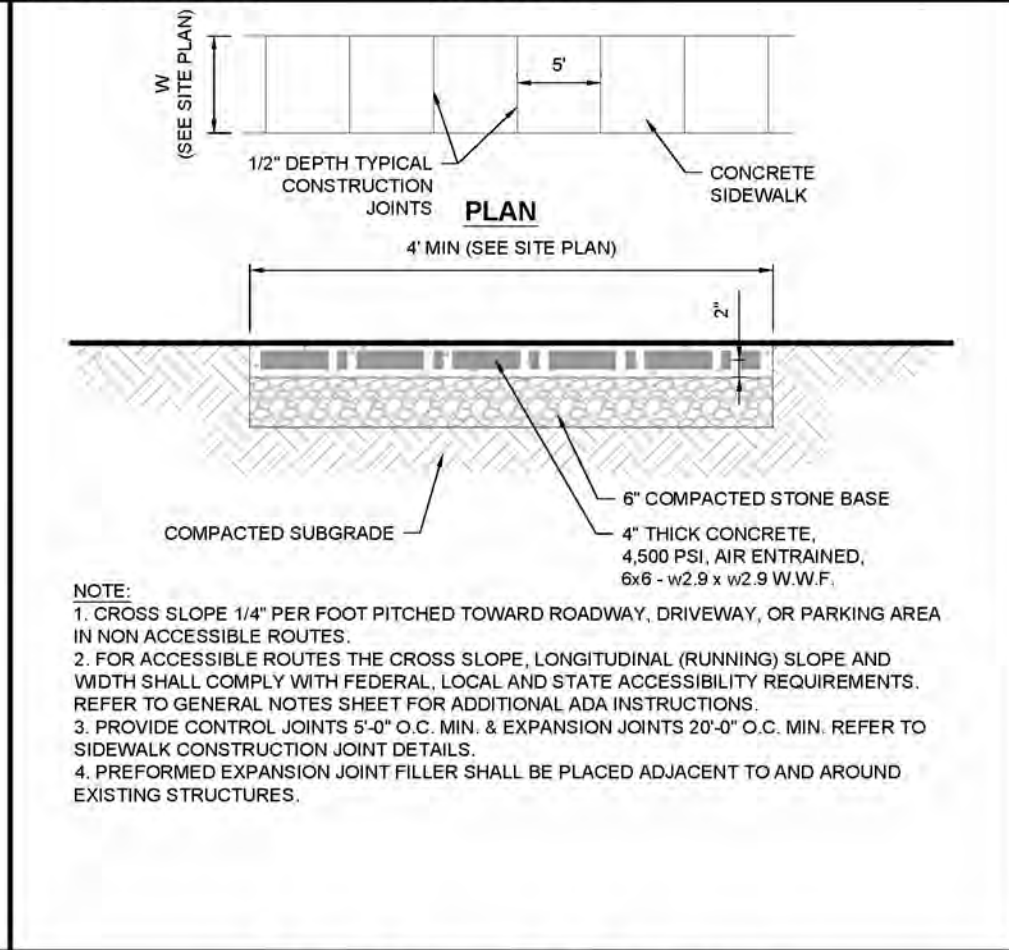 W
(SEE SITE PLAN)
5'
1/2" DEPTH TYPICAL
CONSTRUCTION
JOINTS
CONCRETE
SIDEWALK
PLAN
4' MIN (SEE SITE PLAN)
2"
COMPACTED SUBGRADE
6" COMPACTED STONE BASE
4" THICK CONCRETE,
4,500 PSI, AIR ENTRAINED,
6x6 - w2.9 x w2.9 W.W.F.
NOTE:
1. CROSS SLOPE 1/4" PER FOOT PITCHED TOWARD ROADWAY, DRIVEWAY, OR PARKING AREA
IN NON ACCESSIBLE ROUTES.
2. FOR ACCESSIBLE ROUTES THE CROSS SLOPE, LONGITUDINAL (RUNNING) SLOPE AND
WIDTH SHALL COMPLY WITH FEDERAL, LOCAL AND STATE ACCESSIBILITY REQUIREMENTS.
REFER TO GENERAL NOTES SHEET FOR ADDITIONAL ADA INSTRUCTIONS.
3. PROVIDE CONTROL JOINTS 5'-0" O.C. MIN. & EXPANSION JOINTS 20'-0" O.C. MIN. REFER TO
SIDEWALK CONSTRUCTION JOINT DETAILS.
4. PREFORMED EXPANSION JOINT FILLER SHALL BE PLACED ADJACENT TO AND AROUND
EXISTING STRUCTURES.